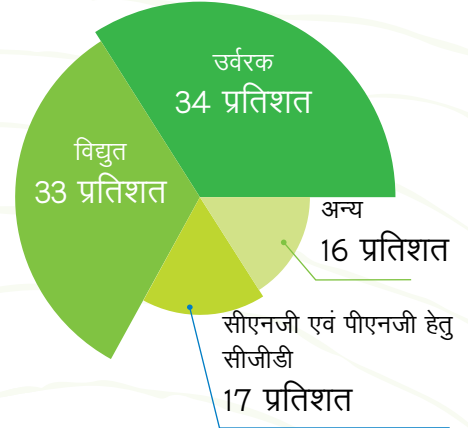 उर्वरक
34 प्रतिशत
विद्युत
33 प्रतिशत
अन्य
16 प्रतिशत
सीएनजी एवं पीएनजी हेतु
सीजीडी
17 प्रतिशत